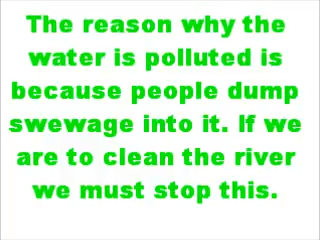 The reason why the
water is polluted is
because people dump
swewage into it. If we
are to clean the river
we must stop this.